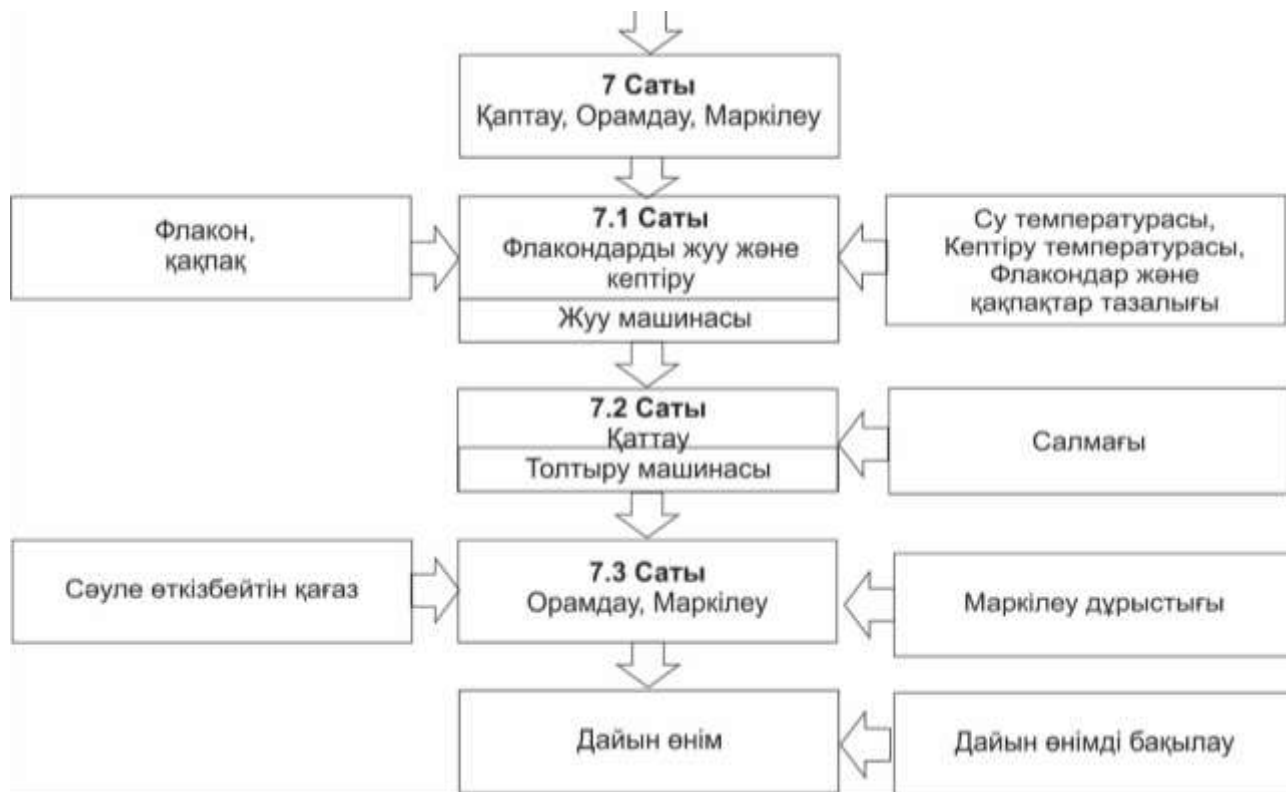 7 Саты
Қаптау, Орамдау, Маркілеу
Флакон,
қақпақ
7.1 Саты
Флакондарды жуу және
кептіру
Жуу машинасы
Су температурасы,
Кептіру температурасы,
Флакондар және
қақпақтар тазалығы
7.2 Саты
Қаттау
Толтыру машинасы
Салмағы
Сәуле өткізбейтін қағаз
7.3 Саты
Орамдау, Маркілеу
Маркілеу дұрыстығы
Дайын өнім
Дайын өнімді бақылау